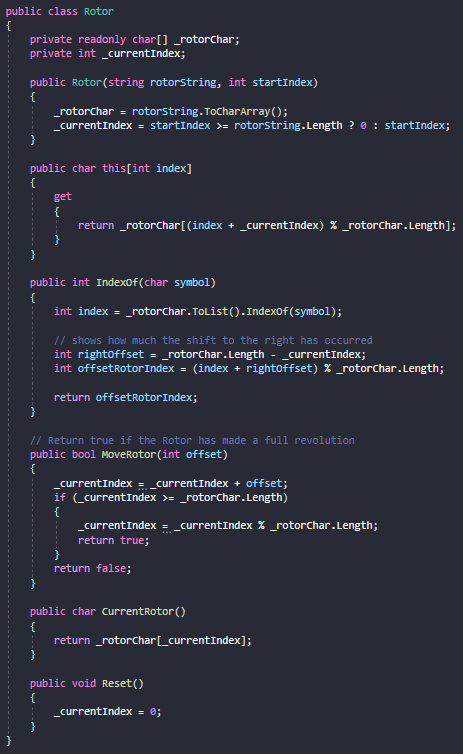 public class Rotor
{
private readonly char[] _rotorChar;
private int _currentIndex;
public Rotor(string rotorString, int startIndex)
{
_rotorChar = rotorString.ToCharArray();
_currentIndex = startIndex >= rotorString.Length ? 0 : startIndex;
}
public char this[int index]
{
get
{
return _rotorChar[(index + _currentIndex) % _rotorChar.Length];
}
}
public int IndexOf(char symbol)
{
int index = _rotorChar.ToList().IndexOf(symbol);
// shows how much the shift to the right has occurred
int rightOffset = _rotorChar.Length - _currentIndex;
int offsetRotorIndex = (index + rightOffset) % _rotorChar.Length;
return offsetRotorIndex;
}
// Return true if the Rotor has made a full revolution
public bool MoveRotor(int offset)
{
_currentIndex = _currentIndex + offset;
if (_currentIndex >= _rotorChar.Length)
{
_currentIndex = _currentIndex % _rotorChar.Length;
return true;
}
return false;
}
public char CurrentRotor()
{
return _rotorChar[_currentIndex];
}
public void Reset()
{
_currentIndex = 0;
}
}